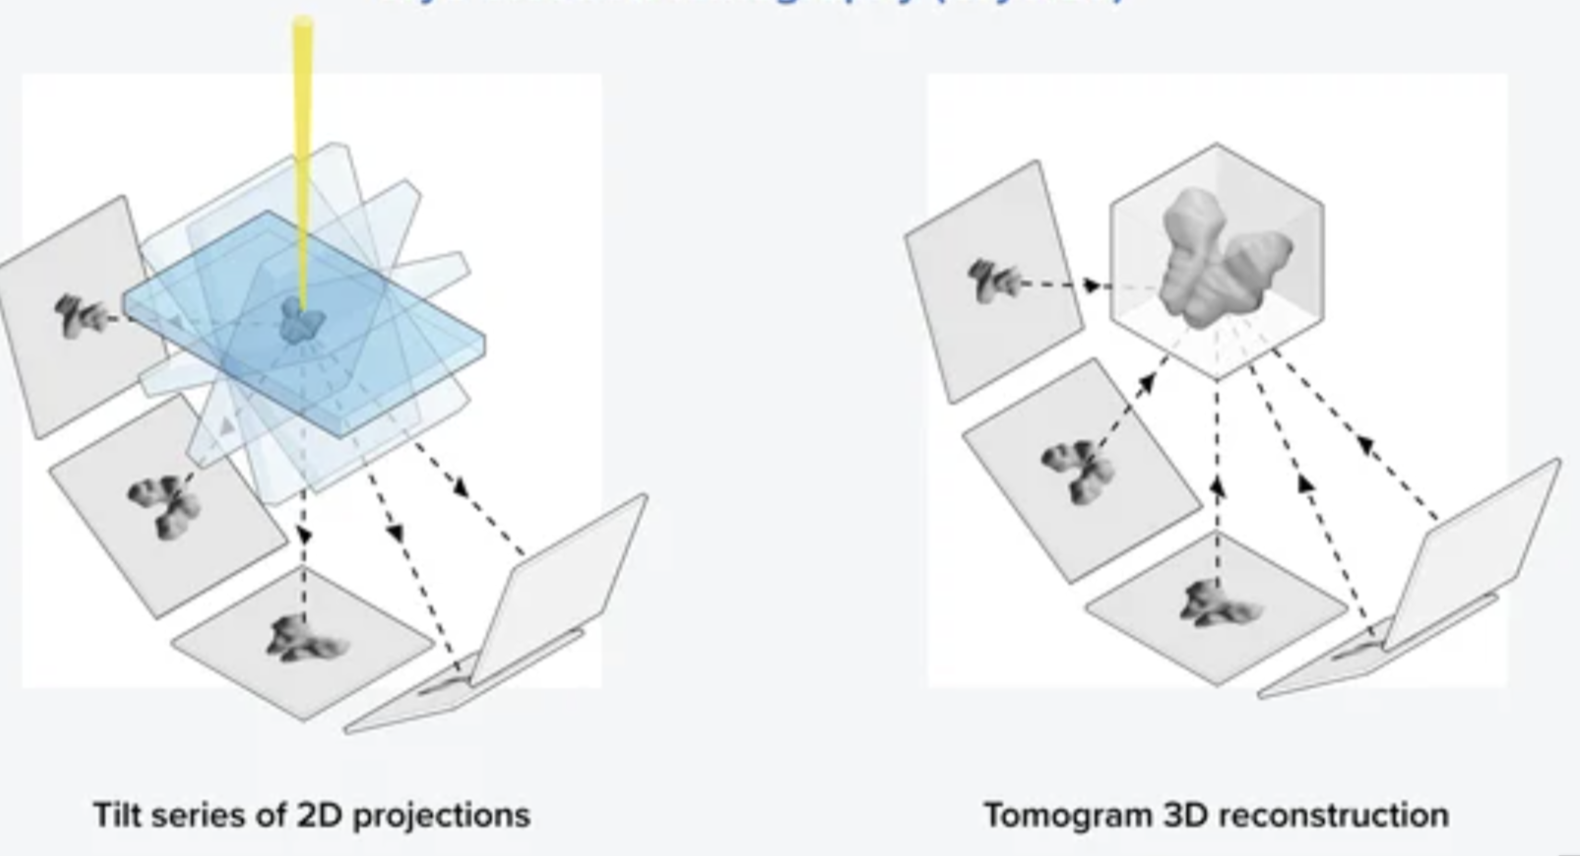 Tilt series of 2D projections
Tomogram 3D reconstruction